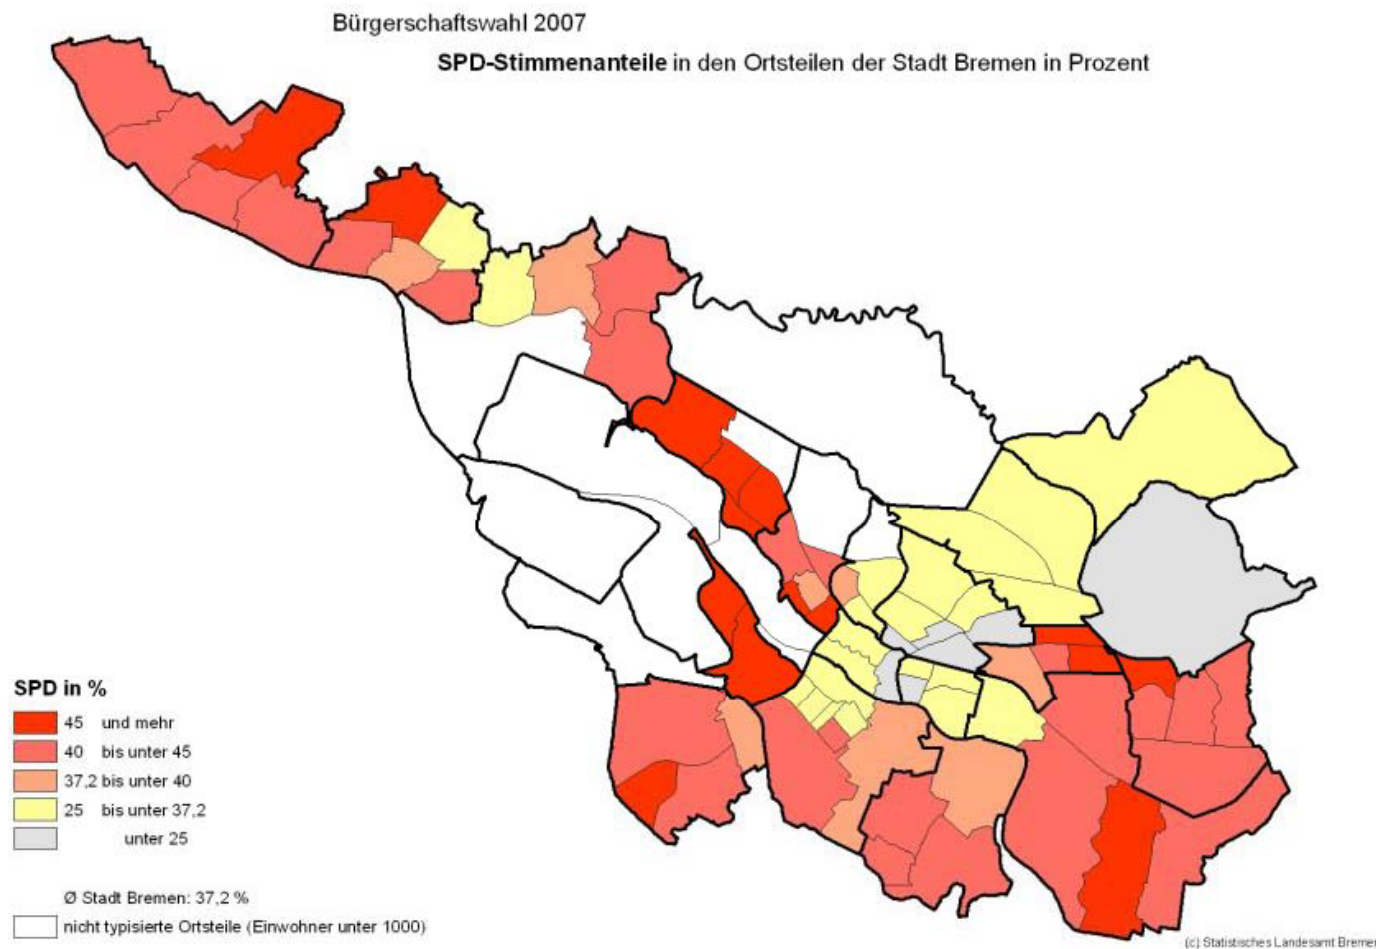 Bürgerschaftswahl 2007
SPD-Stimmenanteile in den Ortsteilen der Stadt Bremen in Prozent
SPD in %
45 und mehr
40 bis unter 45
37,2 bis unter 40
25 bis unter 37,2
unter 25
Ø Stadt Bremen: 37,2 %
nicht typisierte Ortsteile (Einwohner unter 1000)
(c) Statistisches Landesamt Bremen